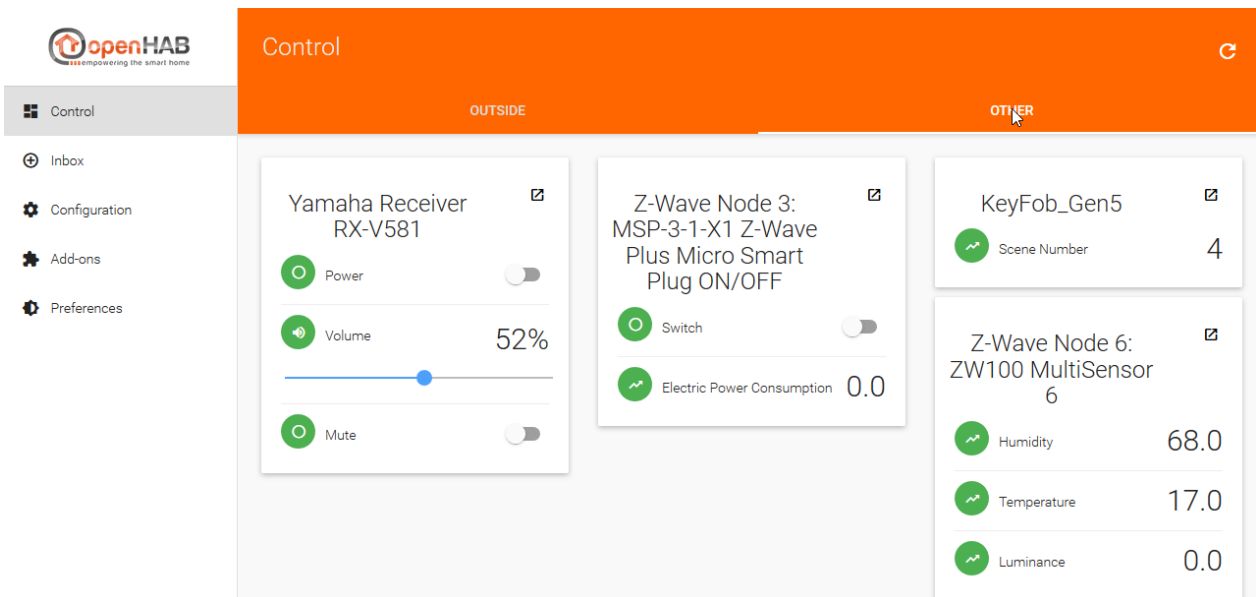 openHAB
empowering the smart home
Control
Inbox
Configuration
Add-ons
Preferences
Control
OUTSIDE
OTHER
Yamaha Receiver
RX-V581
Power
Volume
52%
Mute
Z-Wave Node 3:
MSP-3-1-X1 Z-Wave
Plus Micro Smart
Plug ON/OFF
Switch
Electric Power Consumption 0.0
KeyFob_Gen5
Scene Number 4
Z-Wave Node 6:
ZW100 MultiSensor
6
Humidity 68.0
Temperature 17.0
Luminance 0.0